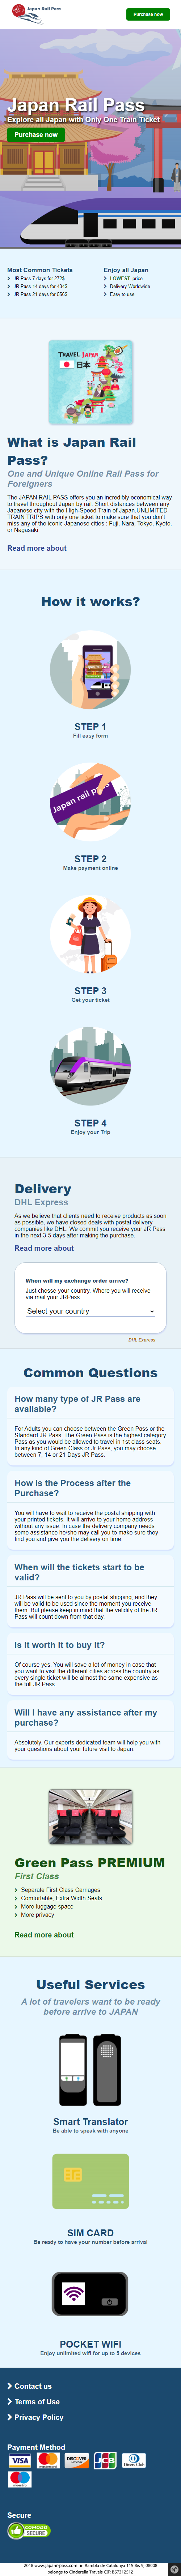 Japan Rail Pass
Purchase now
Japan Rail Pass
Explore all Japan with Only One Train Ticket
Purchase now
Most Common Tickets
JR Pass 7 days for 272$
JR Pass 14 days for 434$
JR Pass 21 days for 556$
Enjoy all Japan
LOWEST price
Delivery Worldwide
Easy to use
TRAVEL JAPAN
日本
What is Japan Rail
Pass?
One and Unique Online Rail Pass for
Foreigners
The JAPAN RAIL PASS offers you an incredibly economical way
to travel throughout Japan by rail. Short distances between any
Japanese city with the High-Speed Train of Japan UNLIMITED
TRAIN TRIPS with only one ticket to make sure that you don't
miss any of the iconic Japanese cities : Fuji, Nara, Tokyo, Kyoto,
or Nagasaki.
Read more about
How it works?
STEP 1
Fill easy form
Japan rail pass
STEP 2
Make payment online
STEP 3
Get your ticket
STEP 4
Enjoy your Trip
Delivery
DHL Express
As we believe that clients need to receive products as soon
as possible, we have closed deals with postal delivery
companies like DHL. We commit you receive your JR Pass
in the next 3-5 days after making the purchase.
Read more about
When will my exchange order arrive?
Just choose your country. Where you will receive
via mail your JRPass.
Select your country
DHL Express
Common Questions
How many type of JR Pass are
available?
For Adults you can choose between the Green Pass or the
Standard JR Pass. The Green Pass is the highest category
Pass as you would be allowed to travel in 1st class seats.
In any kind of Green Class or Jr Pass, you may choose
between 7, 14 or 21 Days JR Pass.
How is the Process after the
Purchase?
You will have to wait to receive the postal shipping with
your printed tickets. It will arrive to your home address
without any issue. In case the delivery company needs
some assistance he/she may call you to make sure they
find you and give you the delivery on time.
When will the tickets start to be
valid?
JR Pass will be sent to you by postal shipping, and they
will be valid to be used since the moment you receive
them. But please keep in mind that the validity of the JR
Pass will count down from that day.
Is it worth it to buy it?
Of course yes. You will save a lot of money in case that
you want to visit the different cities across the country as
every single ticket will be almost the same expensive as
the full JR Pass.
Will I have any assistance after my
purchase?
Absolutely. Our experts dedicated team will help you with
your questions about your future visit to Japan.
Green Pass PREMIUM
First Class
Separate First Class Carriages
Comfortable, Extra Width Seats
More luggage space
More privacy
Read more about
Useful Services
A lot of travelers want to be ready
before arrive to JAPAN
Smart Translator
Be able to speak with anyone
SIM CARD
Be ready to have your number before arrival
POCKET WIFI
Enjoy unlimited wifi for up to 5 devices
Contact us
Terms of Use
Privacy Policy
Payment Method
VISA
mastercard
DISCOVER
JCB
Diners Club
maestro
Secure
COMODO
SECURE
2018 www.japanr-pass.com in Rambla de Catalunya 115 Bis 5, 08008
belongs to Cinderella Travels CIF: B67312512